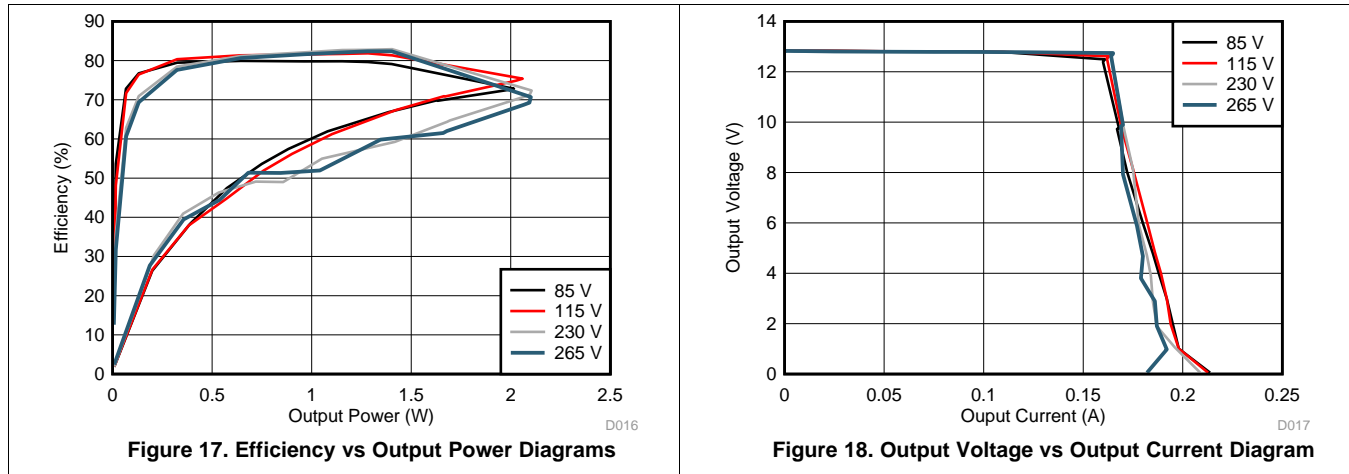 90
80
70
60
50
40
30
20
10
0
Efficiency (%)
0
0.5
1
1.5
2
2.5
Output Power (W)
85 V
115 V
230 V
265 V
D016
Figure 17. Efficiency vs Output Power Diagrams
14
12
10
8
6
4
2
0
Output Voltage (V)
0
0.05
0.1
0.15
0.2
0.25
Ouput Current (A)
85 V
115 V
230 V
265 V
D017
Figure 18. Output Voltage vs Output Current Diagram